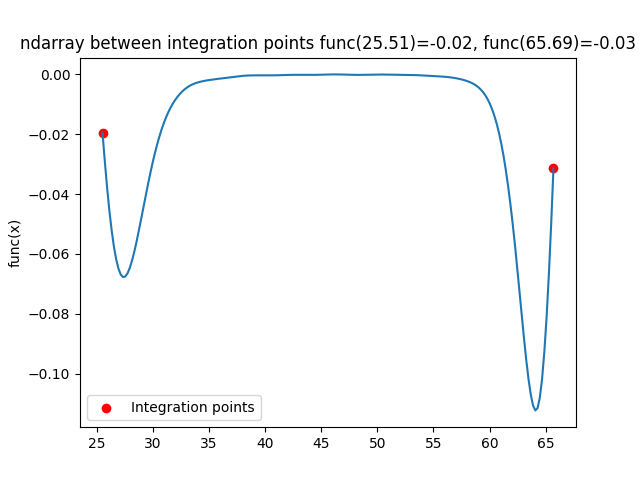 ndarray between integration points func(25.51)=-0.02, func(65.69)=-0.03
0.00
−0.02
−0.04
−0.06
−0.08
−0.10
func(x)
Integration points
25 30 35 40 45 50 55 60 65